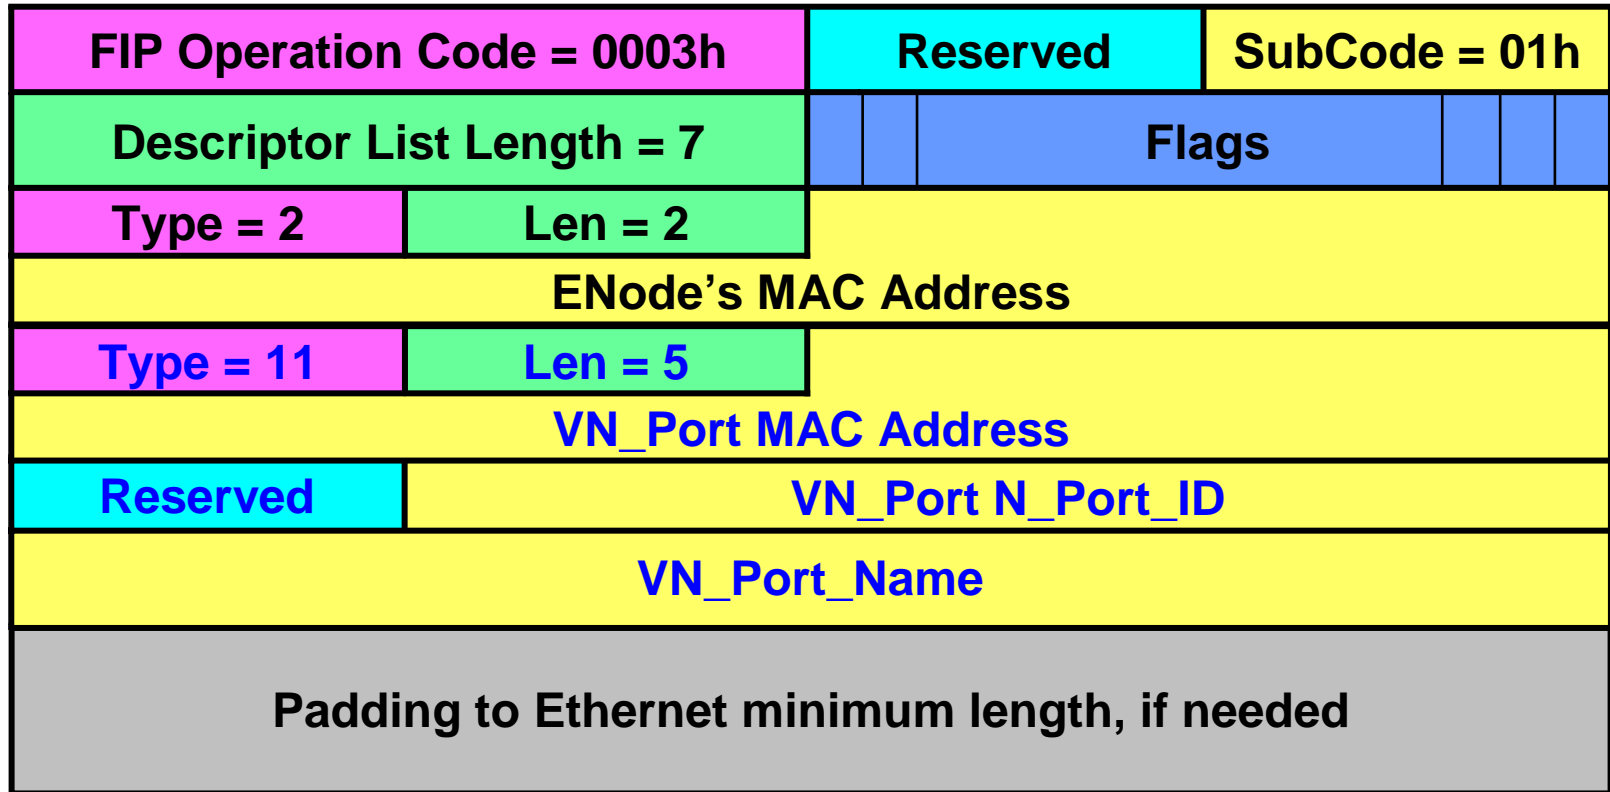 FIP Operation Code = 0003h Reserved SubCode = 01h
Descriptor List Length = 7 Flags
Type = 2 Len = 2
ENode’s MAC Address
Type = 11 Len = 5
VN_Port MAC Address
Reserved VN_Port N_Port_ID
VN_Port_Name
Padding to Ethernet minimum length, if needed